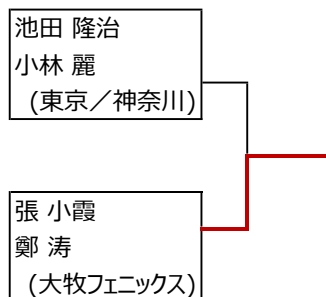 池田 隆治
小林 麗
(東京／神奈川)
張 小霞
鄭 涛
(大牧フェニックス)